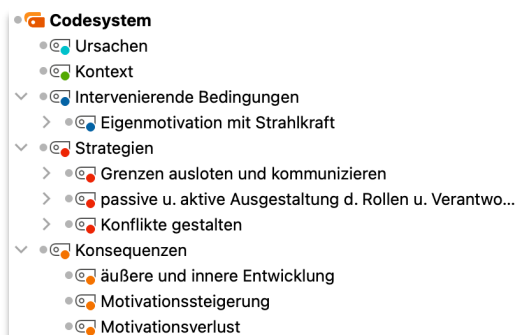 Codesystem
Ursachen
Kontext
Intervenierende Bedingungen
Eigenmotivation mit Strahlkraft
Strategien
Grenzen ausloten und kommunizieren
passive u. aktive Ausgestaltung d. Rollen u. Verantwo...
Konflikte gestalten
Konsequenzen
äußere und innere Entwicklung
Motivationssteigerung
Motivationsverlust